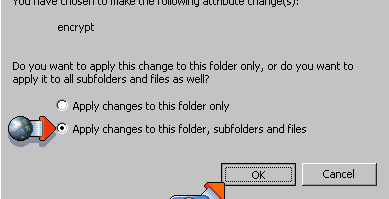 You have chosen to make the following attribute change(s):
encrypt
Do you want to apply this change to this folder only, or do you want to
apply it to all subfolders and files as well?
Apply changes to this folder only
Apply changes to this folder, subfolders and files
OK
Cancel